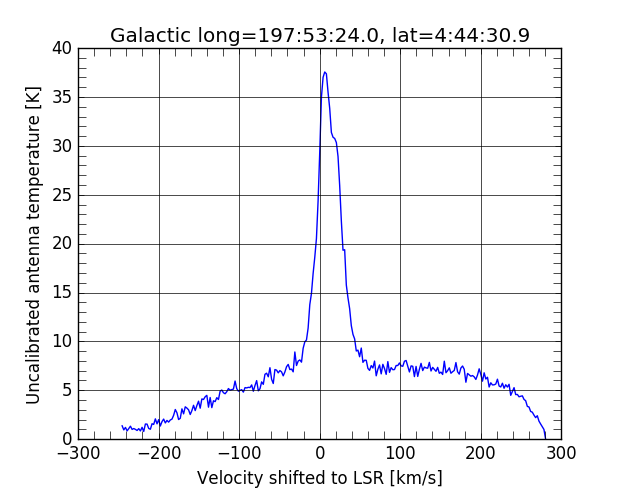 Galactic long=197:53:24.0, lat=4:44:30.9
Uncalibrated antenna temperature [K]
40
35
30
25
20
15
10
5
0
−300 −200 −100 0 100 200 300
Velocity shifted to LSR [km/s]